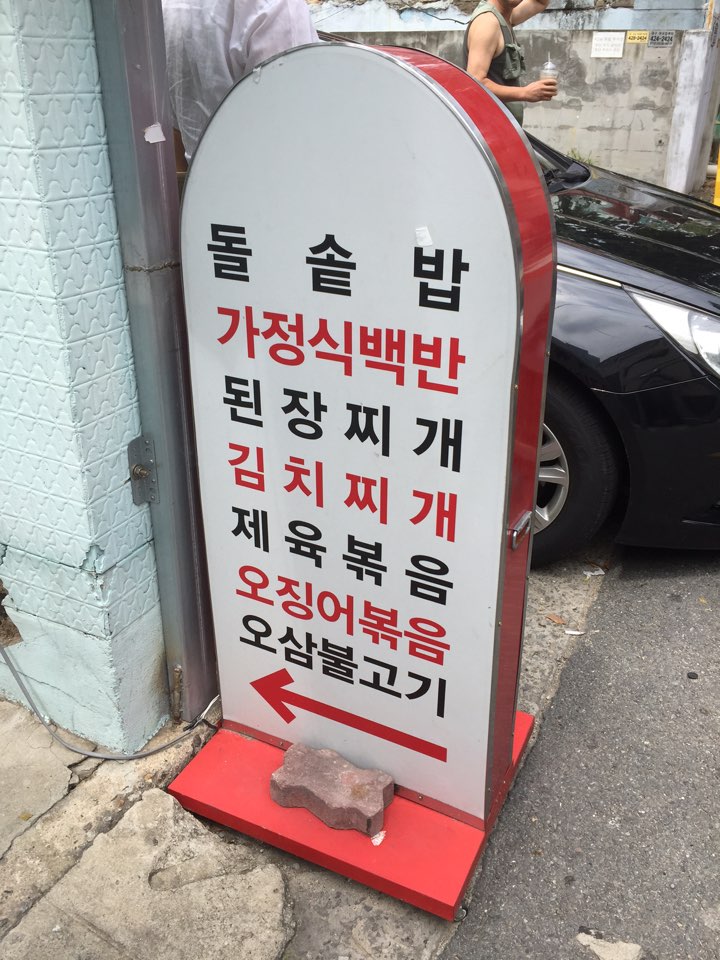 돌 솥 밥
가정식백반
된장찌개
김치찌개
제육볶음
오징어볶음
오삼불고기